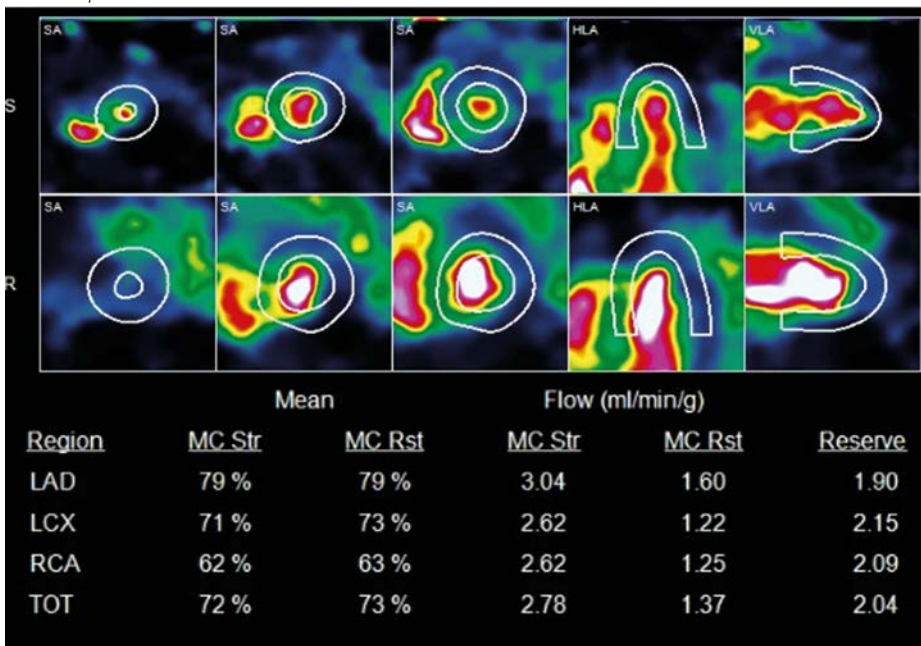 SA SA SA HLA VLA
S
SA SA SA HLA VLA
R
Mean Flow (ml/min/g)
Region MC Str MC Rst MC Str MC Rst Reserve
LAD 79 % 79 % 3.04 1.60 1.90
LCX 71 % 73 % 2.62 1.22 2.15
RCA 62 % 63 % 2.62 1.25 2.09
TOT 72 % 73 % 2.78 1.37 2.04